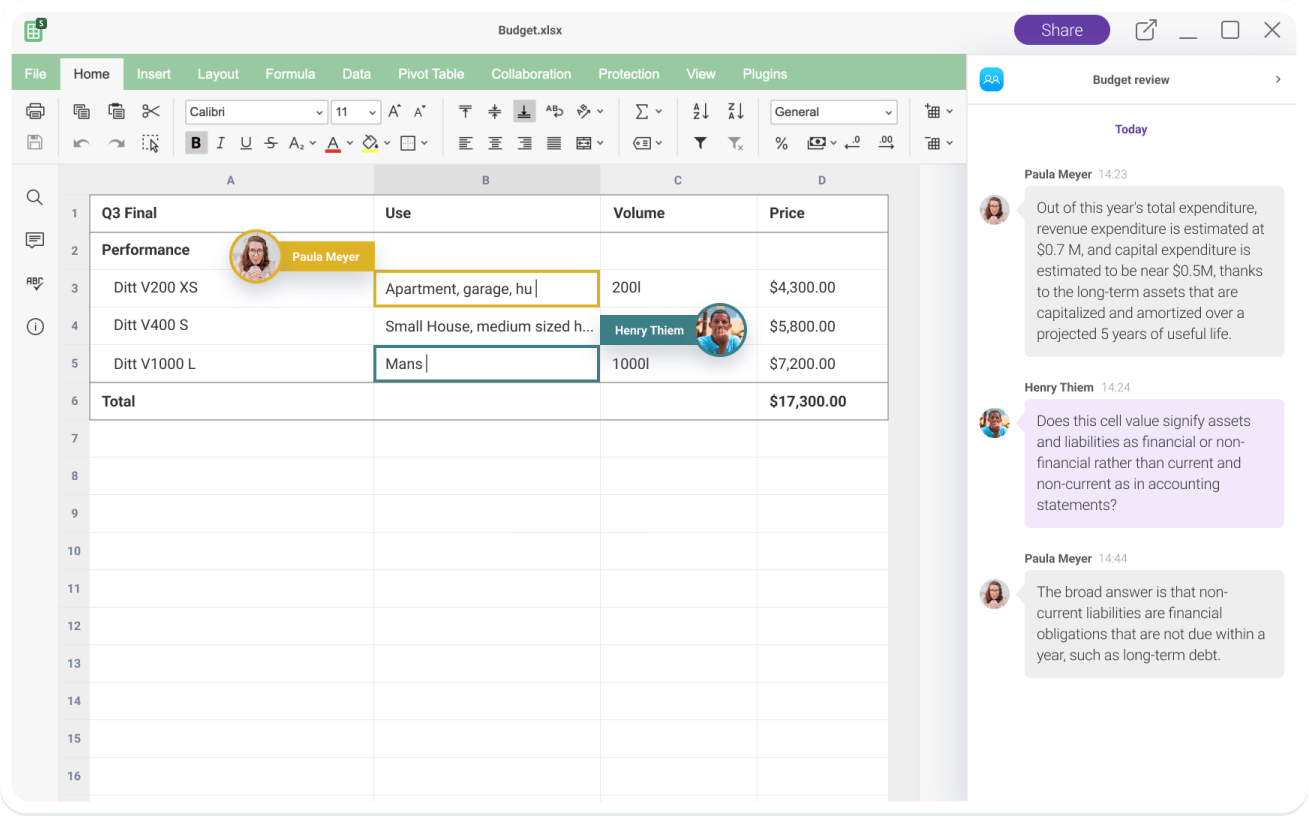 S
Budget.xlsx
Share
File Home Insert Layout Formula Data Pivot Table Collaboration Protection View Plugins
Budget review
Calibri 11 General
Today
A B C D
1 Q3 Final Use Volume Price
2 Performance
Paula Meyer
3 Ditt V200 XS Apartment, garage, hu 200l $4,300.00
4 Ditt V400 S Small House, medium sized h... $5,800.00
Henry Thiem
5 Ditt V1000 L Mans 1000l $7,200.00
6 Total $17,300.00
7
8
9
10
11
12
13
14
15
16
Paula Meyer 14:23
Out of this year's total expenditure,
revenue expenditure is estimated at
$0.7 M, and capital expenditure is
estimated to be near $0.5M, thanks
to the long-term assets that are
capitalized and amortized over a
projected 5 years of useful life.
Henry Thiem 14:24
Does this cell value signify assets
and liabilities as financial or non-
financial rather than current and
non-current as in accounting
statements?
Paula Meyer 14:44
The broad answer is that non-
current liabilities are financial
obligations that are not due within a
year, such as long-term debt.